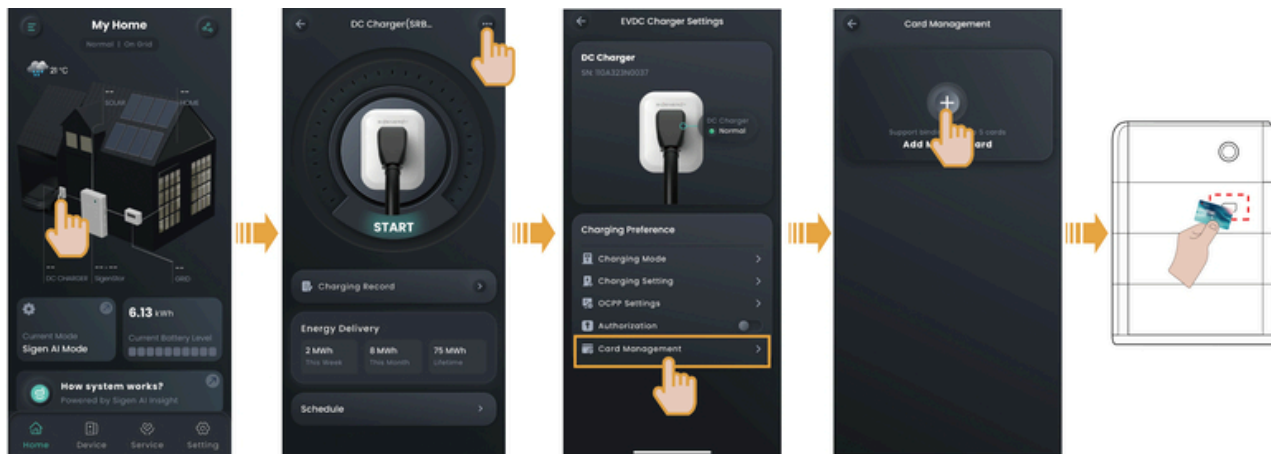 My Home
Normal | On Grid
21 °C
--
SOLAR
--
HOME
--
DC CHARGER
-- · --
SigenStor
--
GRID
Current Mode
Sigen AI Mode
6.13 kWh
Current Battery Level
How system works?
Powered by Sigen AI Insight
Home
Device
Service
Setting
DC Charger(SRB...
START
Charging Record
Energy Delivery
2 MWh
This Week
8 MWh
This Month
75 MWh
Lifetime
Schedule
EVDC Charger Settings
DC Charger
SN: 110A323N0037
DC Charger
Normal
Charging Preference
Charging Mode
Charging Setting
OCPP Settings
Authorization
Card Management
Card Management
Support 5 cards
Add